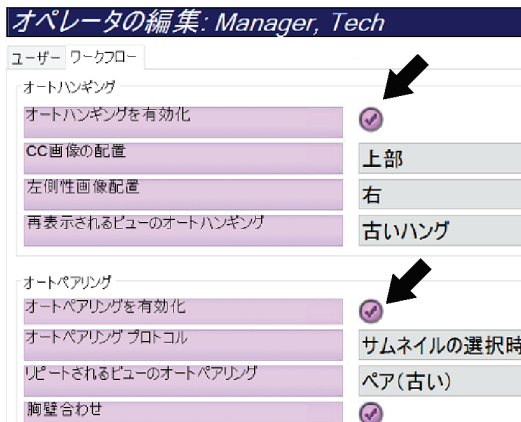 オペレータの編集: Manager, Tech
ユーザー ワークフロー
オートハンギング
オートハンギングを有効化
CC画像の配置 上部
左側性画像配置 右
再表示されるビューのオートハンギング 古いハング
オートペアリング
オートペアリングを有効化
オートペアリング プロトコル サムネイルの選択時
リピートされるビューのオートペアリング ペア(古い)
胸壁合わせ